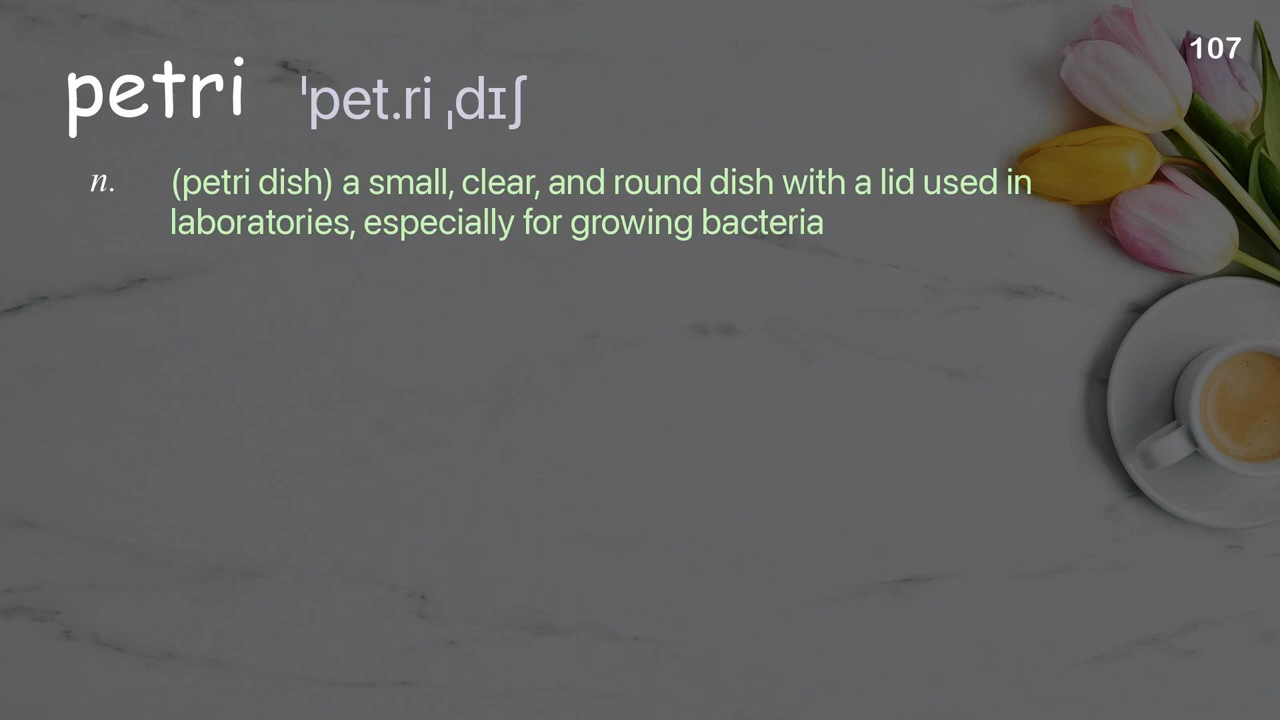 107
petri ˈpet.ri ˌdɪʃ
n. (petri dish) a small, clear, and round dish with a lid used in
laboratories, especially for growing bacteria